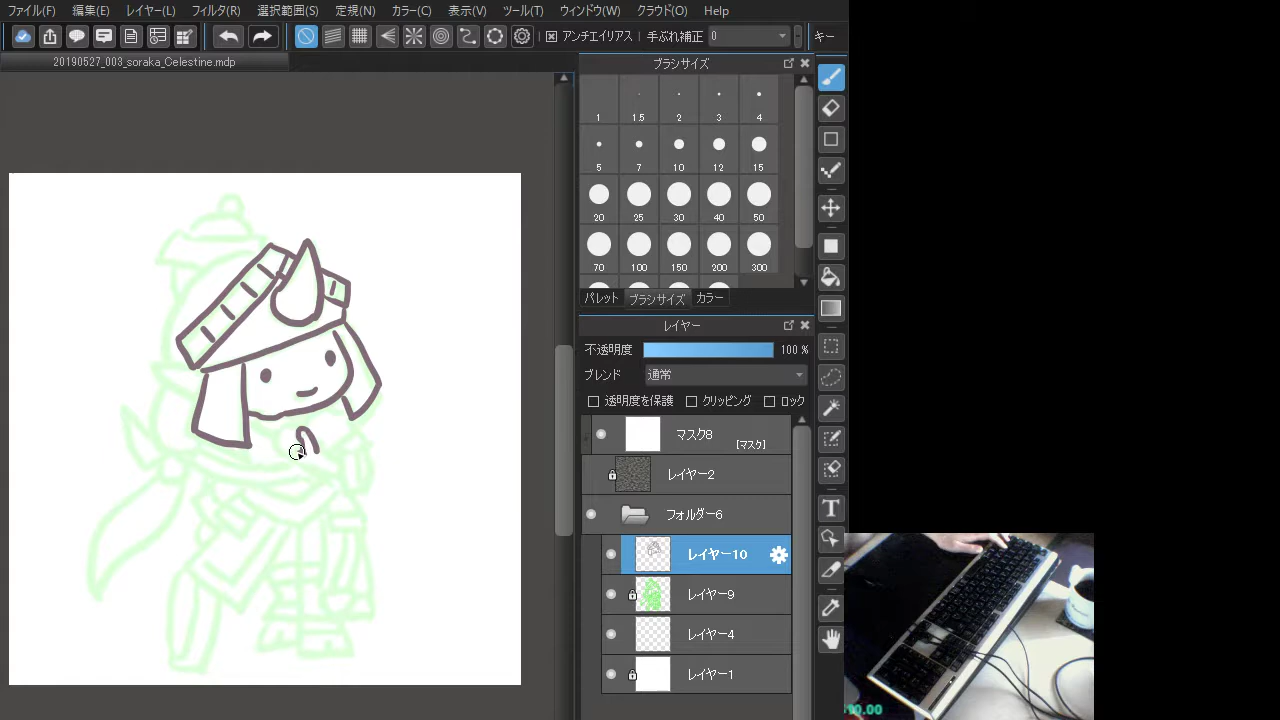 ファイル(F) 編集(E) レイヤー(L) フィルタ(R) 選択範囲(S) 定規(N) カラー(C) 表示(V) ツール(T) ウィンドウ(W) クラウド(O) Help
アンチエイリアス 手ぶれ補正 0 キー
20190527_003_soraka_Celestine.mdp
ブラシサイズ
1 1.5 2 3 4
5 7 10 12 15
20 25 30 40 50
70 100 150 200 300
パレット ブラシサイズ カラー
レイヤー
不透明度 100 %
ブレンド 通常
透明度を保護 クリッピング ロック
マスク8
[マスク]
レイヤー2
フォルダー6
レイヤー10
レイヤー9
レイヤー4
レイヤー1